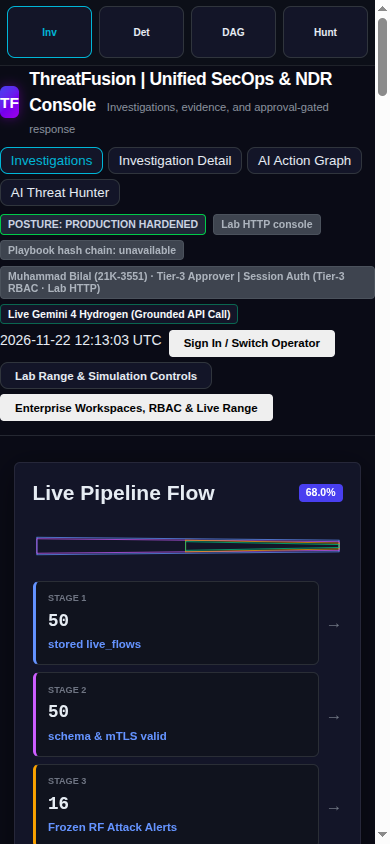 Inv
Det
DAG
Hunt
TF
ThreatFusion | Unified SecOps & NDR
Console Investigations, evidence, and approval-gated
response
Investigations
Investigation Detail
AI Action Graph
AI Threat Hunter
POSTURE: PRODUCTION HARDENED
Lab HTTP console
Playbook hash chain: unavailable
Muhammad Bilal (21K-3551) · Tier-3 Approver | Session Auth (Tier-3
RBAC · Lab HTTP)
Live Gemini 4 Hydrogen (Grounded API Call)
2026-11-22 12:13:03 UTC
Sign In / Switch Operator
Lab Range & Simulation Controls
Enterprise Workspaces, RBAC & Live Range
Live Pipeline Flow
68.0%
STAGE 1
50
stored live_flows
→
STAGE 2
50
schema & mTLS valid
→
STAGE 3
16
Frozen RF Attack Alerts
→